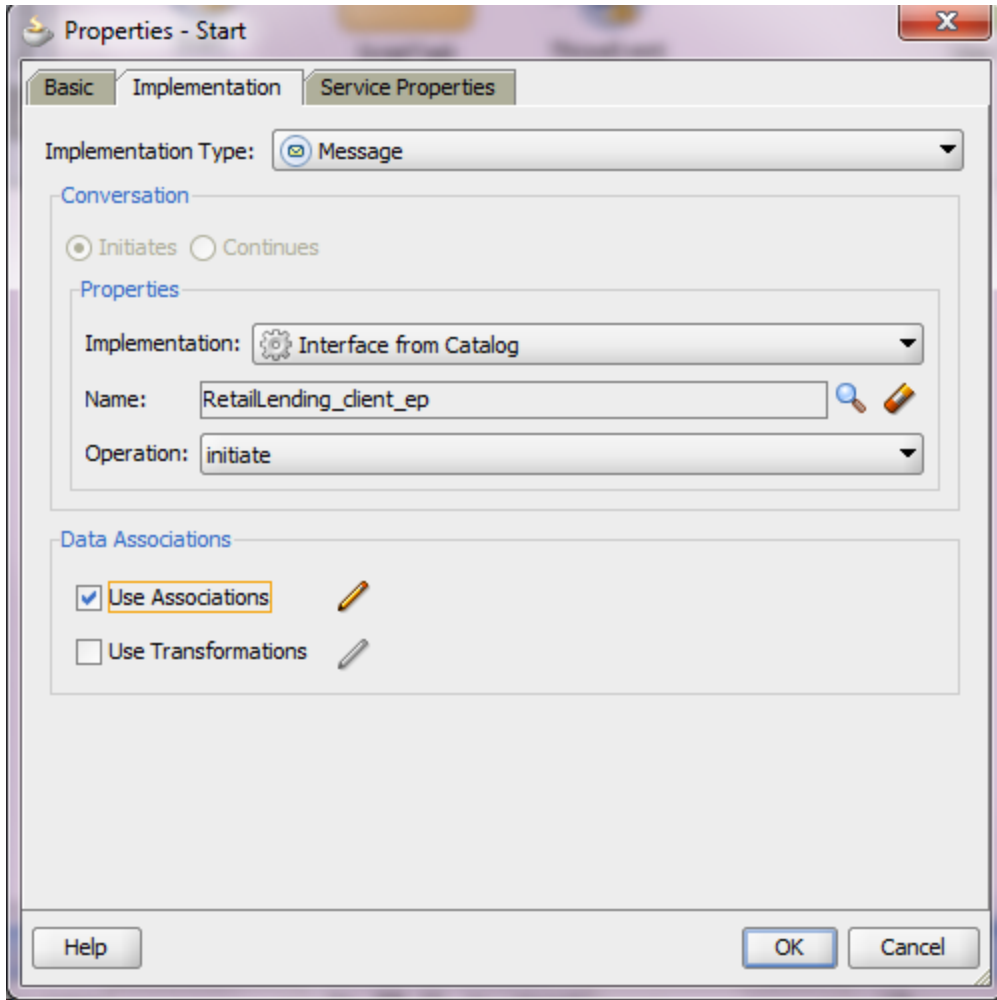 Properties - Start
Basic Implementation Service Properties
Implementation Type: Message
Conversation
Initiates Continues
Properties
Implementation: Interface from Catalog
Name: RetailLending_client_ep
Operation: initiate
Data Associations
Use Associations
Use Transformations
Help OK Cancel